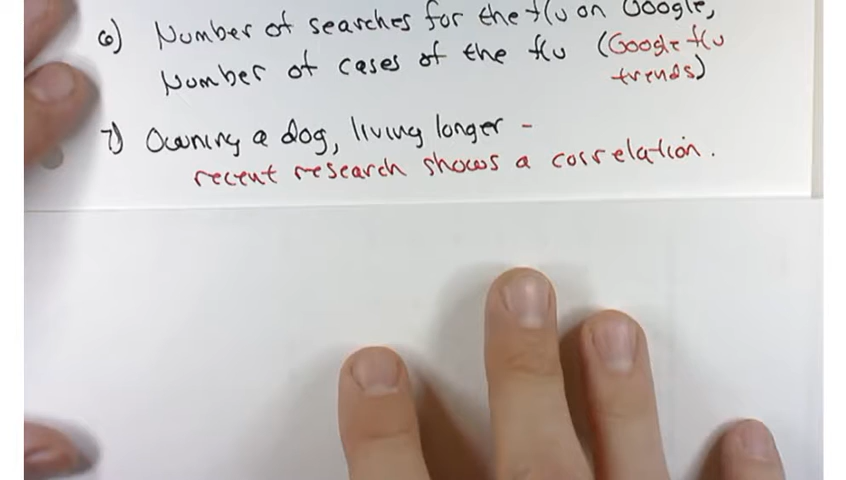 6) Number of searches for the flu on Google,
Number of cases of the flu (Google flu
trends)
7) Owning a dog, living longer -
recent research shows a correlation.